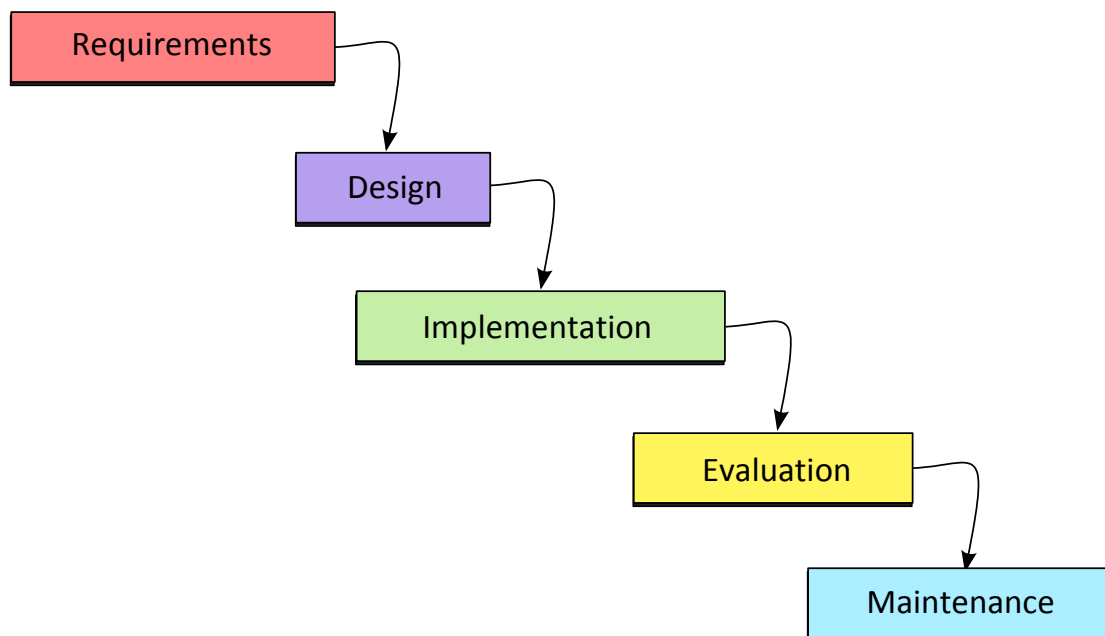 Requirements
Design
Implementation
Evaluation
Maintenance